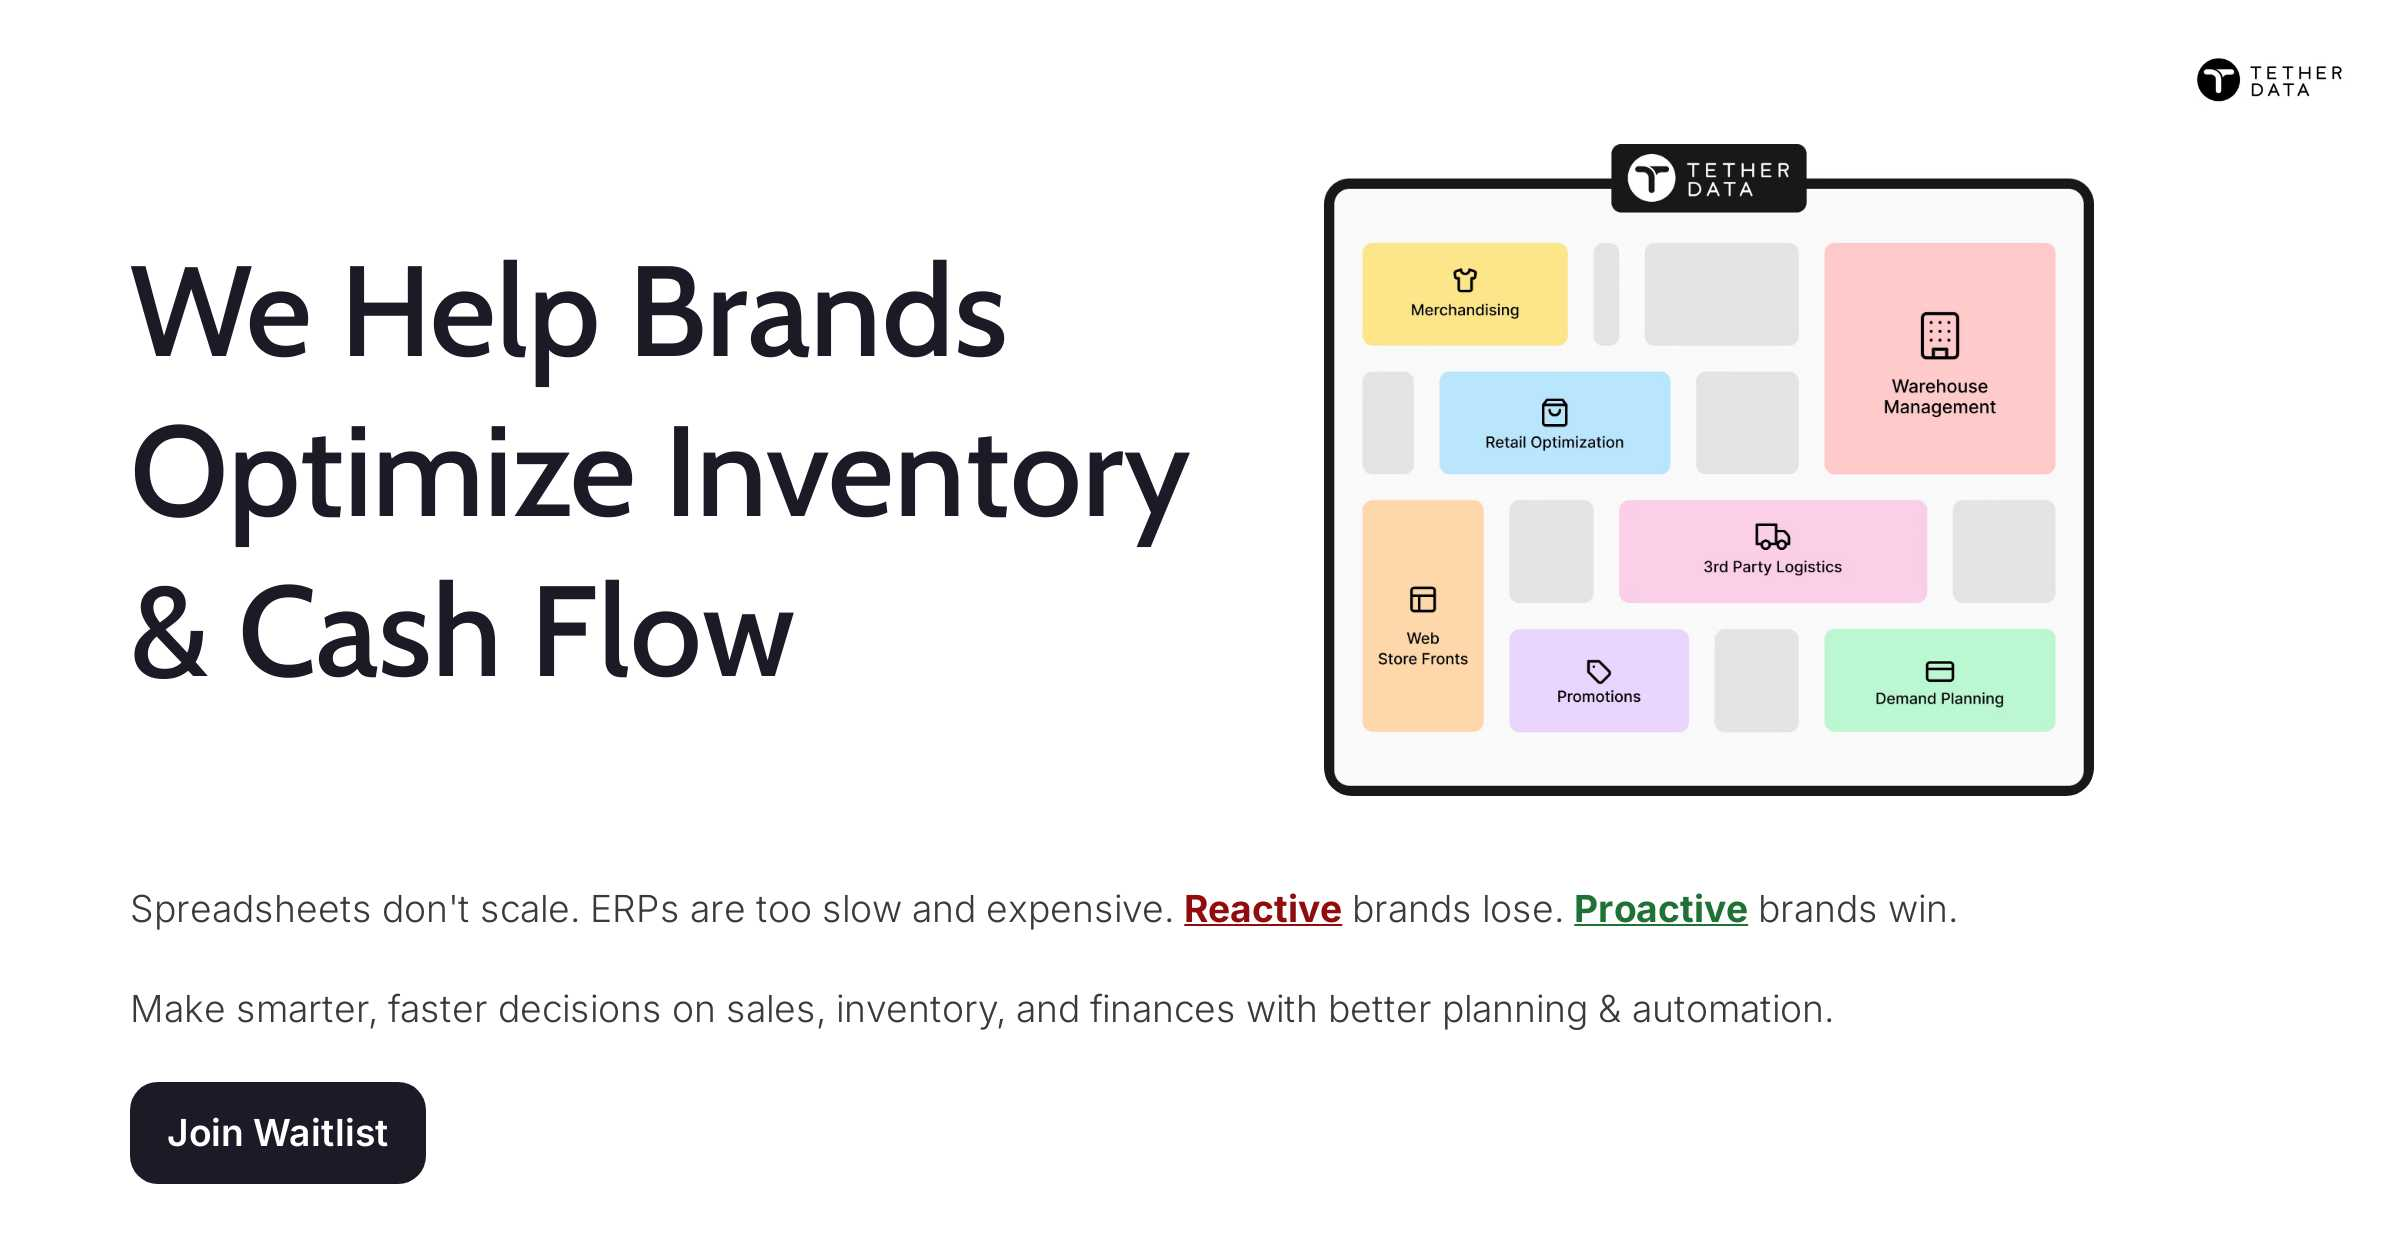 TETHER
DATA
We Help Brands
Optimize Inventory
& Cash Flow
TETHER
DATA
Merchandising
Warehouse
Management
Retail Optimization
3rd Party Logistics
Web
Store Fronts
Promotions
Demand Planning
Spreadsheets don't scale. ERPs are too slow and expensive. Reactive brands lose. Proactive brands win.
Make smarter, faster decisions on sales, inventory, and finances with better planning & automation.
Join Waitlist